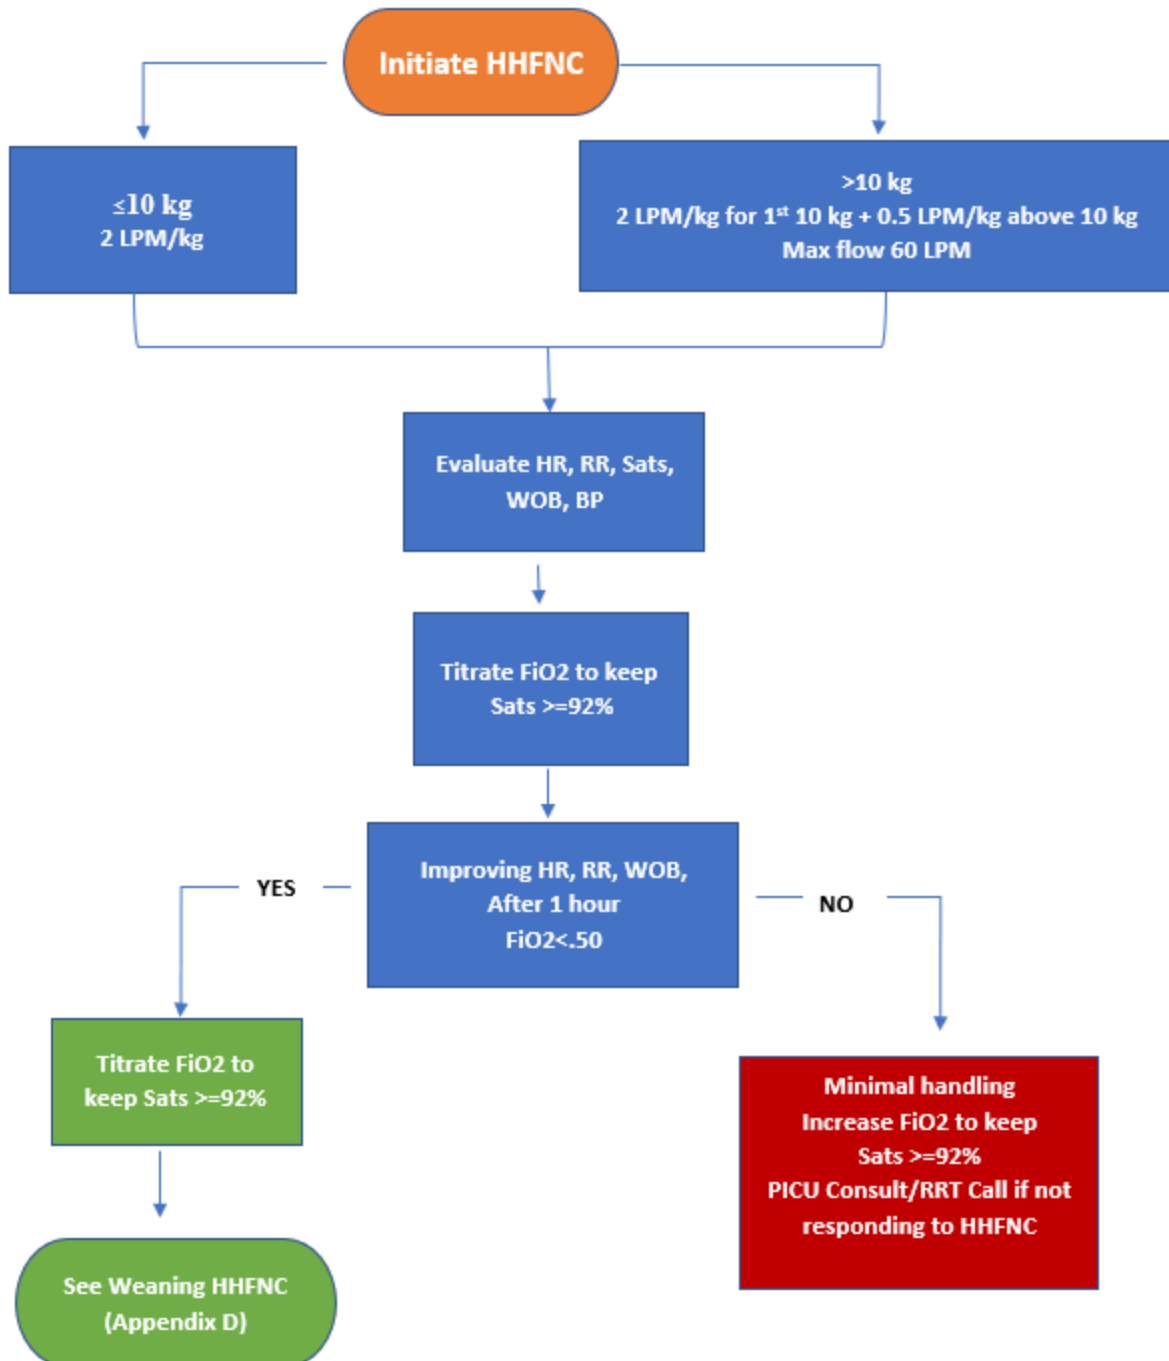 Initiate HHFNC
≤10 kg
2 LPM/kg
>10 kg
2 LPM/kg for 1st 10 kg + 0.5 LPM/kg above 10 kg
Max flow 60 LPM
Evaluate HR, RR, Sats,
WOB, BP
Titrate FiO2 to keep
Sats >=92%
Improving HR, RR, WOB,
After 1 hour
FiO2<.50
YES
NO
Titrate FiO2 to
keep Sats >=92%
Minimal handling
Increase FiO2 to keep
Sats >=92%
PICU Consult/RRT Call if not
responding to HHFNC
See Weaning HHFNC
(Appendix D)